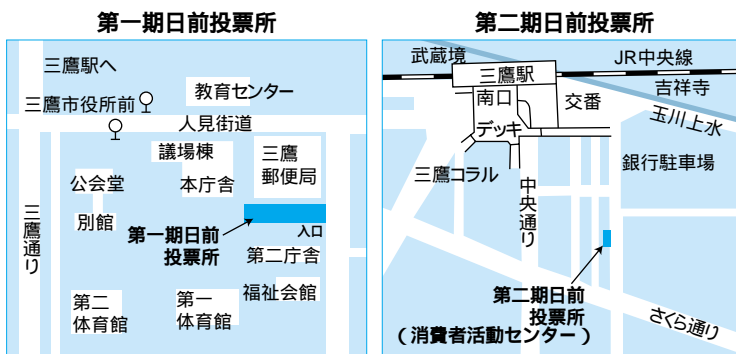 第一期日前投票所
三鷹駅へ
三鷹市役所前
教育センター
人見街道
議場棟
三鷹
郵便局
公会堂
本庁舎
別館
三鷹通り
入口
第一期日前
投票所
第二庁舎
福祉会館
第二
体育館
第一
体育館
第二期日前投票所
武蔵境
三鷹駅
JR中央線
南口
交番
吉祥寺
デッキ
玉川上水
三鷹コラル
中央通り
銀行駐車場
第二期日前
投票所
(消費者活動センター)
さくら通り